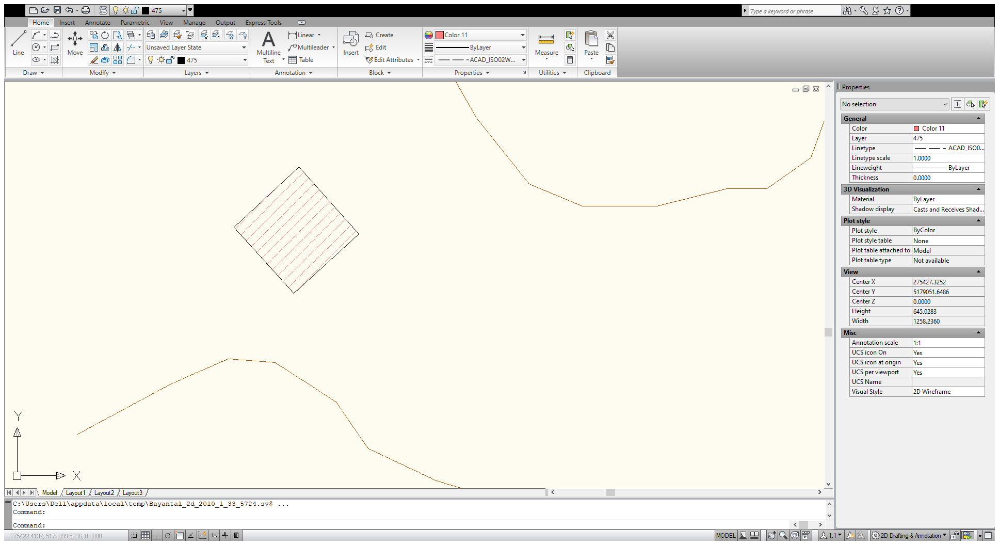 475
Type a keyword or phrase
Home Insert Annotate Parametric View Manage Output Express Tools
Line
Move
Unsaved Layer State
475
A
Multiline
Text
Linear
Multileader
Table
Insert
Create
Edit
Edit Attributes
Color 11
ByLayer
ACAD_ISO02W...
Measure
Paste
Draw Modify Layers Annotation Block Properties Utilities Clipboard
Properties
No selection
1
General
Color Color 11
Layer 475
Linetype ACAD_ISO0...
Linetype scale 1.0000
Lineweight ByLayer
Thickness 0.0000
3D Visualization
Material ByLayer
Shadow display Casts and Receives Shad...
Plot style
Plot style ByColor
Plot style table None
Plot table attached to Model
Plot table type Not available
View
Center X 275427.3252
Center Y 5179051.6486
Center Z 0.0000
Height 645.0283
Width 1258.2360
Misc
Annotation scale 1:1
UCS icon On Yes
UCS icon at origin Yes
UCS per viewport Yes
UCS Name
Visual Style 2D Wireframe
Y
X
Model Layout1 Layout2 Layout3
C:\Users\Dell\appdata\local\temp\Bayantal_2d_2010_1_33_5724.sv$ ...
Command:
Command:
275422.4137, 5179099.5296, 0.0000
MODEL 1:1 2D Drafting & Annotation